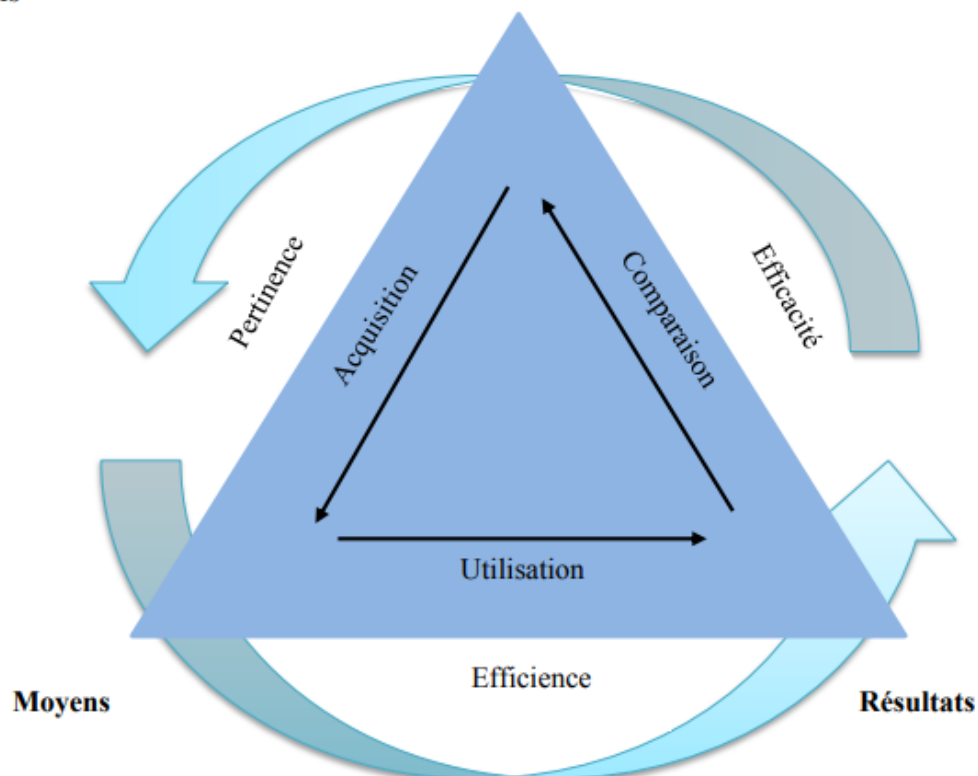 Pertinence
Acquisition
Comparaison
Efficacité
Utilisation
Efficience
Moyens
Résultats